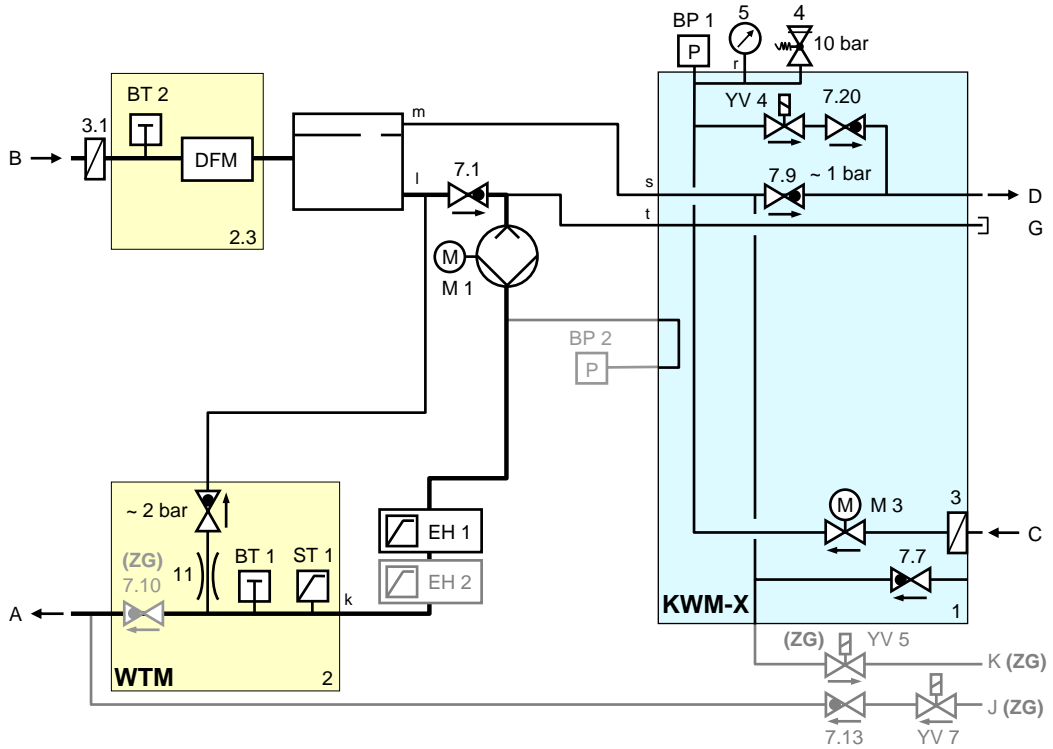 BP 1
5
4
P
r
10 bar
BT 2
m
YV 4
7.20
3.1
B
DFM
l
7.1
s
7.9
~ 1 bar
D
t
G
2.3
M
M 1
BP 2
P
~ 2 bar
EH 1
M
M 3
3
C
(ZG)
7.10
11
BT 1
ST 1
k
EH 2
7.7
A
KWM-X
1
WTM
2
(ZG)
YV 5
K (ZG)
J (ZG)
7.13
YV 7